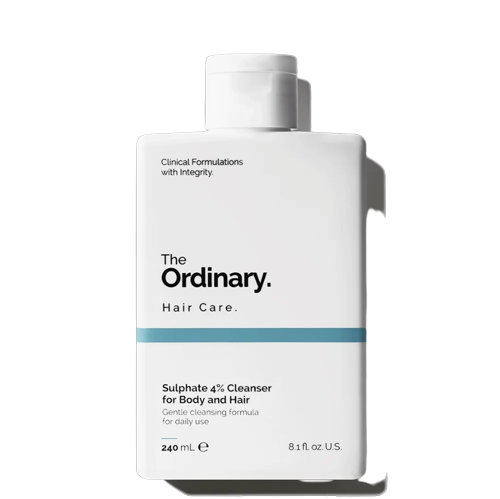 Clinical Formulations
with Integrity.
The
Ordinary.
Hair Care.
Sulphate 4% Cleanser
for Body and Hair
Gentle cleansing formula
for daily use
240 mL ℮ 8.1 fl. oz. U.S.